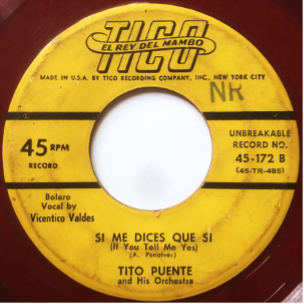 TICO
EL REY DEL MAMBO
MADE IN U.S.A. BY TICO RECORDING COMPANY, INC., NEW YORK CITY
NR
45 RPM
RECORD
UNBREAKABLE
RECORD NO.
45-172 B
(45-TR-485)
Bolero
Vocal by
Vicentico Valdes
SI ME DICES QUE SI
(If You Tell Me Yes)
(A. Penalver)
TITO PUENTE
and His Orchestra